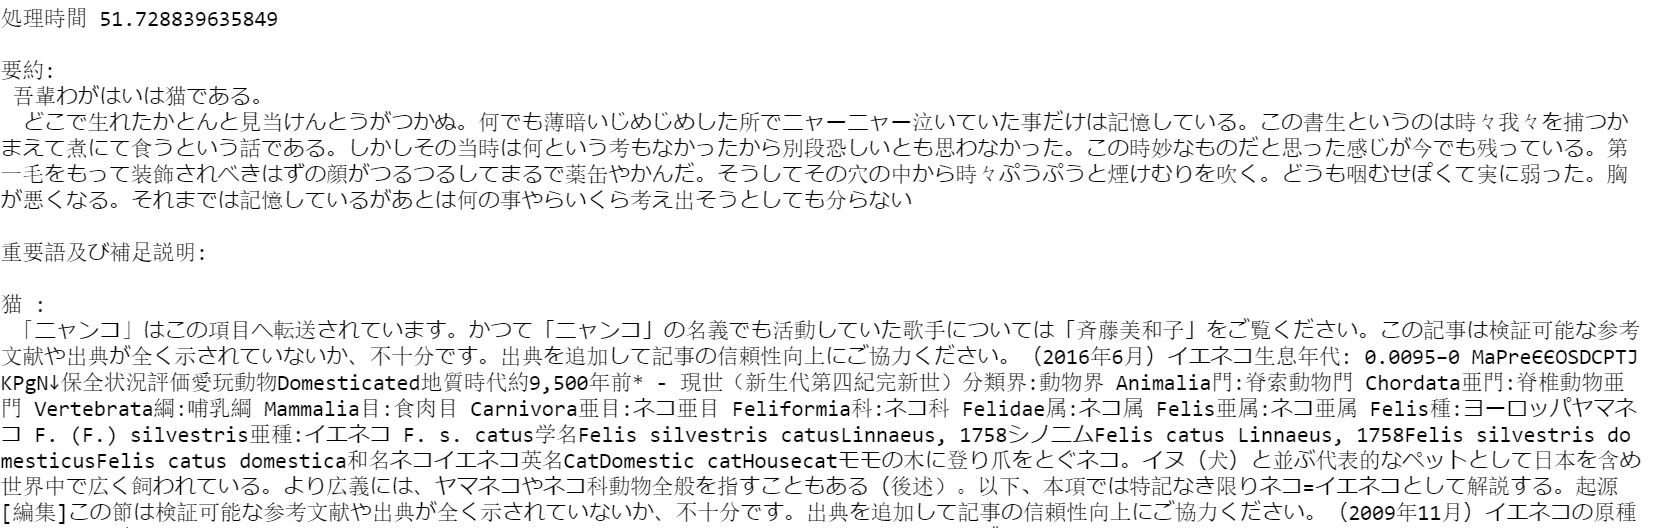 処理時間 51.728839635849
要約:
吾輩わがはいは猫である。
どこで生れたかとんと見当けんとうがつかぬ。何でも薄暗いじめじめした所でニャーニャー泣いていた事だけは記憶している。この書生というのは時々我々を捕つか
まえて煮にて食うという話である。しかしその当時は何という考もなかったから別段恐しいとも思わなかった。この時妙なものだと思った感じが今でも残っている。第
一毛をもって装飾されべきはずの顔がつるつるしてまるで薬缶やかんだ。そうしてその穴の中から時々ぷうぷうと煙けむりを吹く。どうも咽むせぽくて実に弱った。胸
が悪くなる。それまでは記憶しているがあとは何の事やらいくら考え出そうとしても分らない
重要語及び補足説明:
猫 :
「ニャンコ」はこの項目へ転送されています。かつて「ニャンコ」の名義でも活動していた歌手については「斉藤美和子」をご覧ください。この記事は検証可能な参考
文献や出典が全く示されていないか、不十分です。出典を追加して記事の信頼性向上にご協力ください。（2016年6月）イエネコ生息年代: 0.0095–0 MaPreЄЄOSDCPTJ
KPgN↓保全状況評価愛玩動物Domesticated地質時代約9,500年前* - 現世（新生代第四紀完新世）分類界:動物界 Animalia門:脊索動物門 Chordata亜門:脊椎動物亜
門 Vertebrata綱:哺乳綱 Mammalia目:食肉目 Carnivora亜目:ネコ亜目 Feliformia科:ネコ科 Felidae属:ネコ属 Felis亜属:ネコ亜属 Felis種:ヨーロッパヤマネ
コ F. (F.) silvestris亜種:イエネコ F. s. catus学名Felis silvestris catusLinnaeus, 1758シノニムFelis catus Linnaeus, 1758Felis silvestris do
mesticusFelis catus domestica和名ネコイエネコ英名CatDomestic catHousecatモモの木に登り爪をとぐネコ。イヌ（犬）と並ぶ代表的なペットとして日本を含め
世界中で広く飼われている。より広義には、ヤマネコやネコ科動物全般を指すこともある（後述）。以下、本項では特記なき限りネコ=イエネコとして解説する。起源
[編集]この節は検証可能な参考文献や出典が全く示されていないか、不十分です。出典を追加して記事の信頼性向上にご協力ください。（2009年11月）イエネコの原種